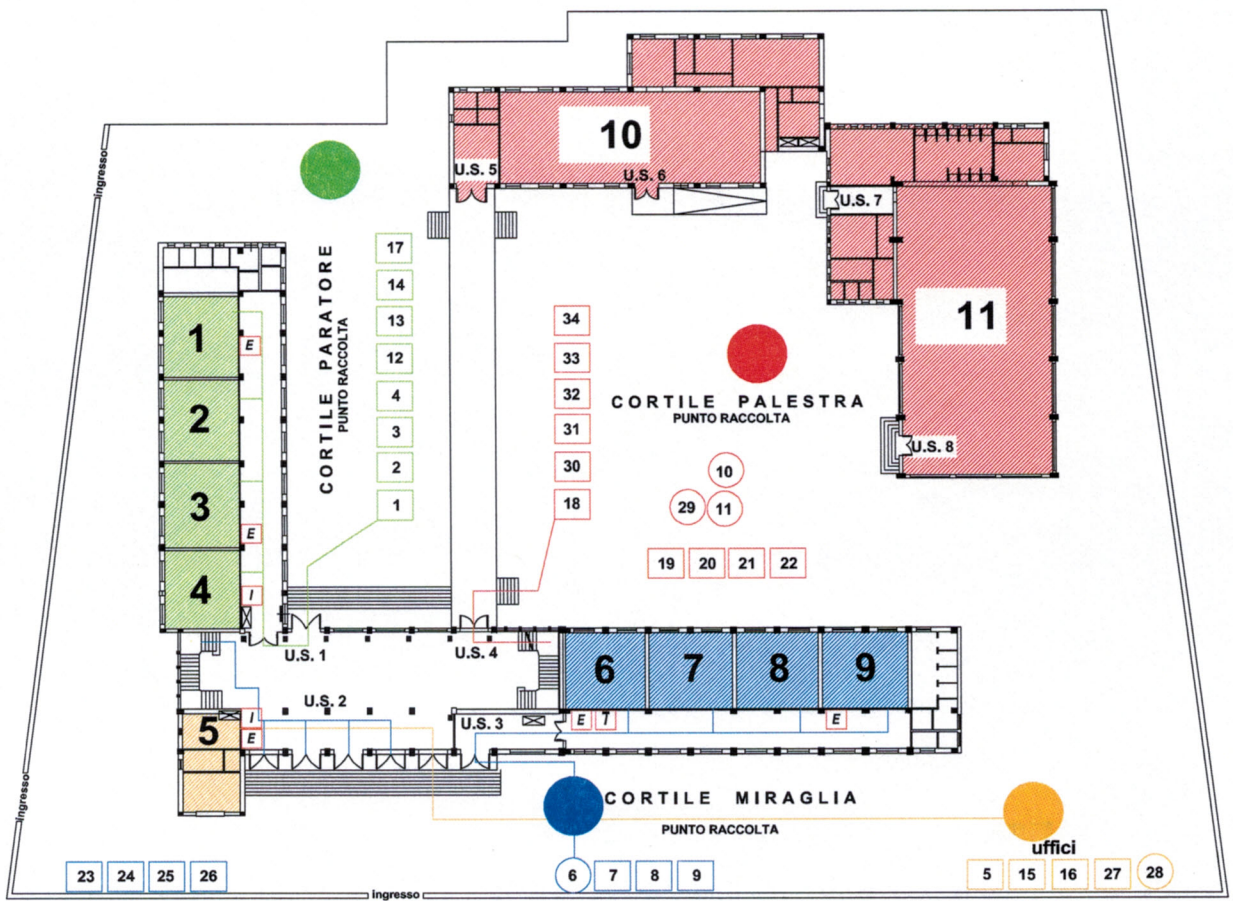 10
U.S. 5
U.S. 6
U.S. 7
11
U.S. 8
ingresso
CORTILE PARATORE
PUNTO RACCOLTA
17
14
13
12
4
3
2
1
34
33
32
31
30
18
CORTILE PALESTRA
PUNTO RACCOLTA
10
29
11
19
20
21
22
1
E
2
3
E
4
I
U.S. 1
U.S. 4
U.S. 2
U.S. 3
5
I
E
6
7
8
9
E
I
E
CORTILE MIRAGLIA
PUNTO RACCOLTA
uffici
ingresso
23
24
25
26
6
7
8
9
5
15
16
27
28
ingresso